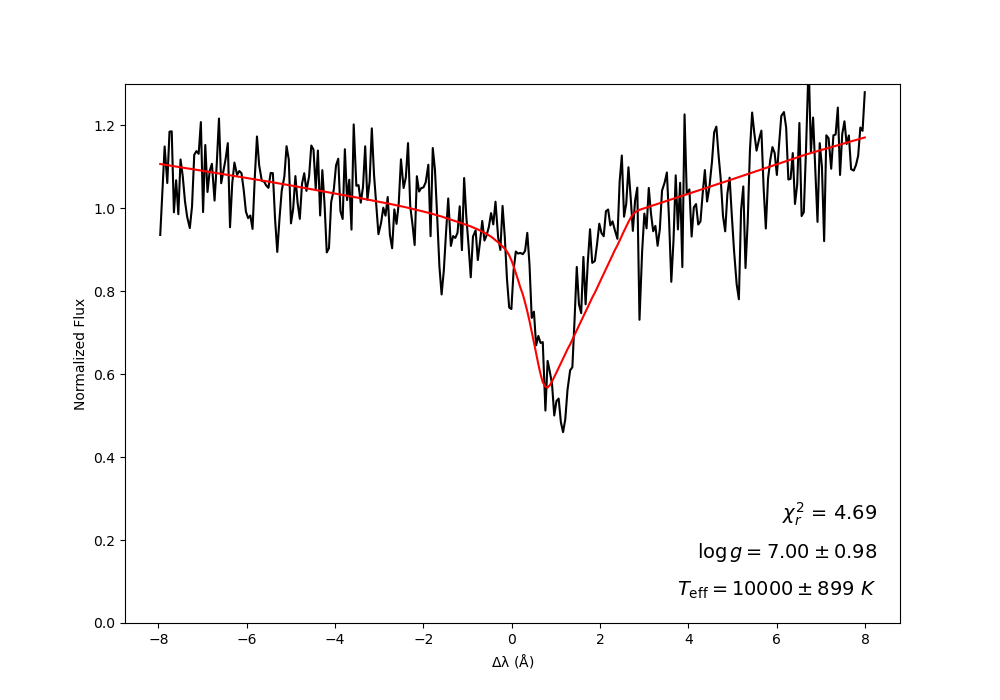 1.2
1.0
0.8
0.6
0.4
0.2
0.0
Normalized Flux
χ²ᵣ = 4.69
log g = 7.00 ± 0.98
T_eff = 10000 ± 899 K
−8 −6 −4 −2 0 2 4 6 8
Δλ (Å)